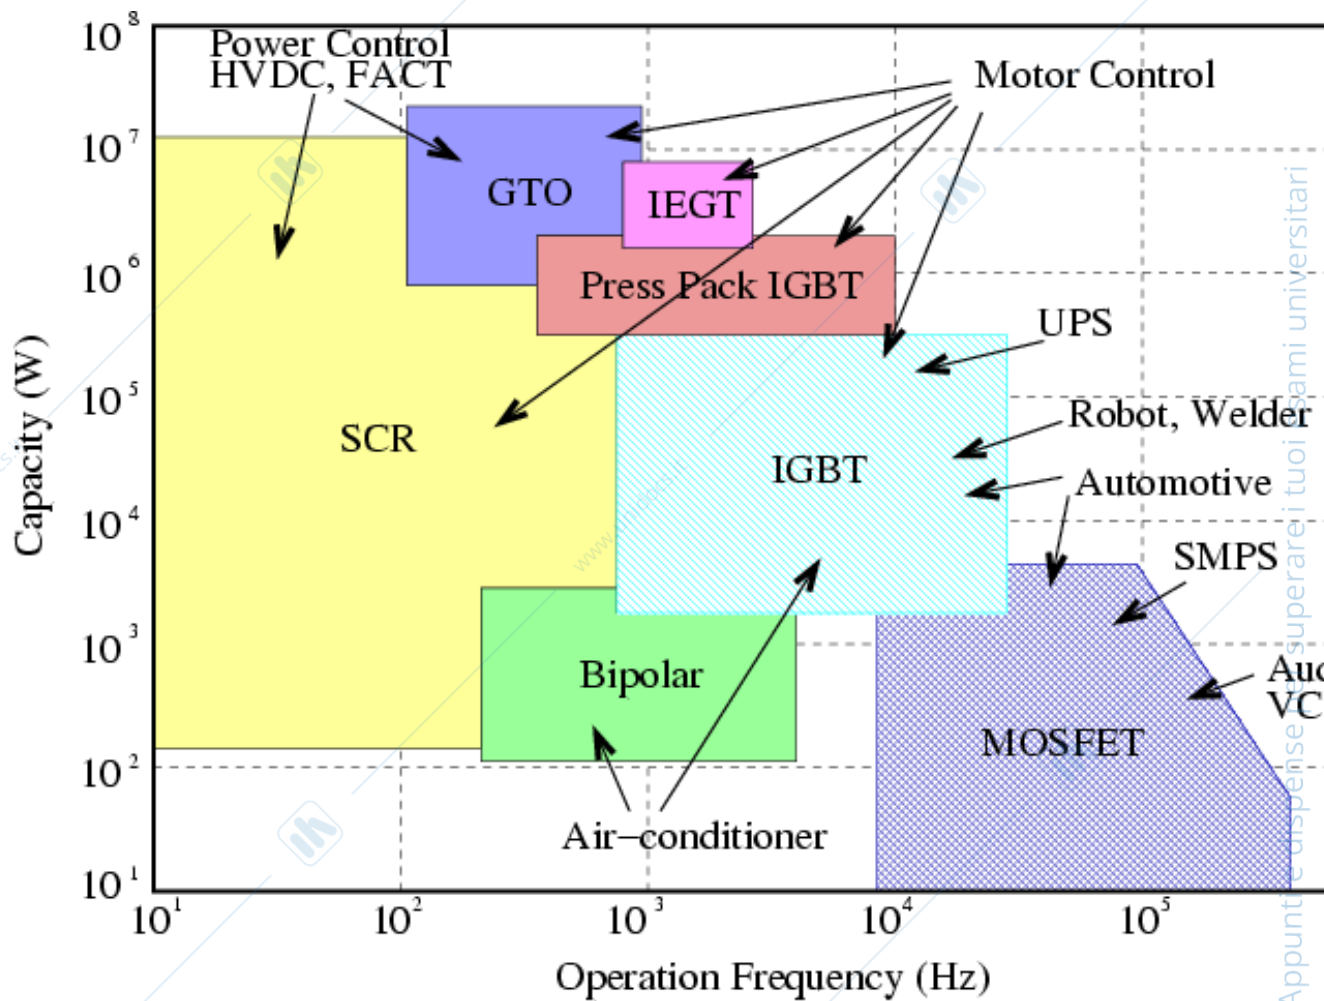 10⁸
10⁷
10⁶
10⁵
10⁴
10³
10²
10¹
Capacity (W)
Power Control
HVDC, FACT
Motor Control
GTO
IEGT
Press Pack IGBT
UPS
SCR
Robot, Welder
IGBT
Automotive
SMPS
Bipolar
MOSFET
VC
Air-conditioner
10¹ 10² 10³ 10⁴ 10⁵
Operation Frequency (Hz)
i tuoi esami universitari
Appunti e dispense per superare